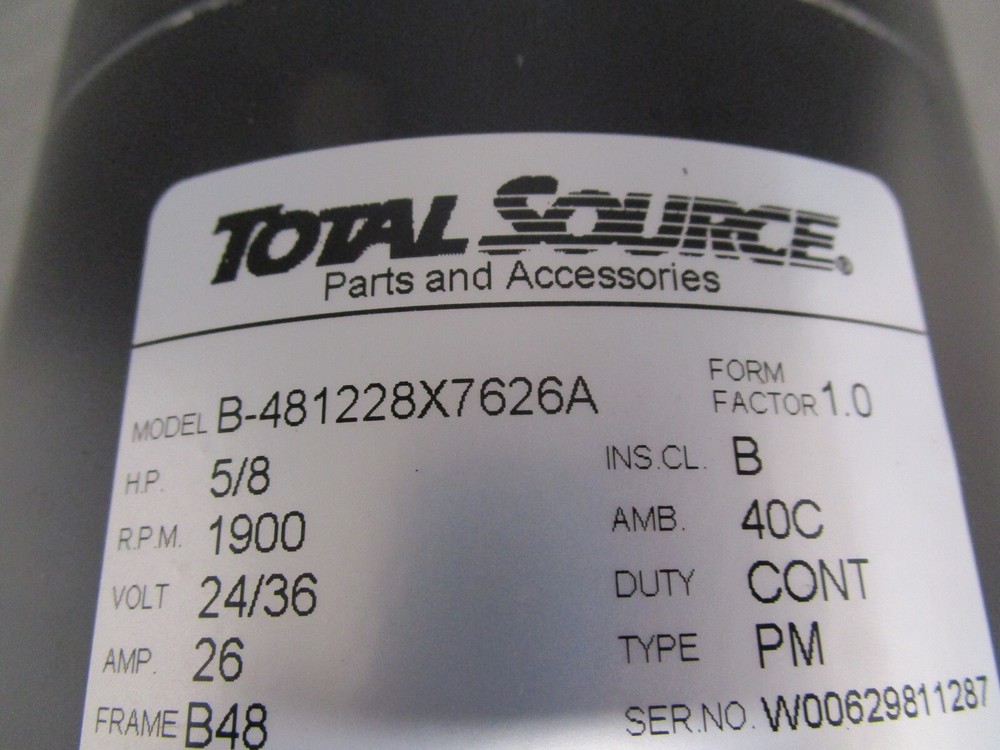 TOTAL SOURCE®
Parts and Accessories
MODEL B-481228X7626A
FORM FACTOR 1.0
H.P. 5/8
INS.CL. B
R.P.M. 1900
AMB. 40C
VOLT 24/36
DUTY CONT
AMP. 26
TYPE PM
FRAME B48
SER.NO. W00629811287